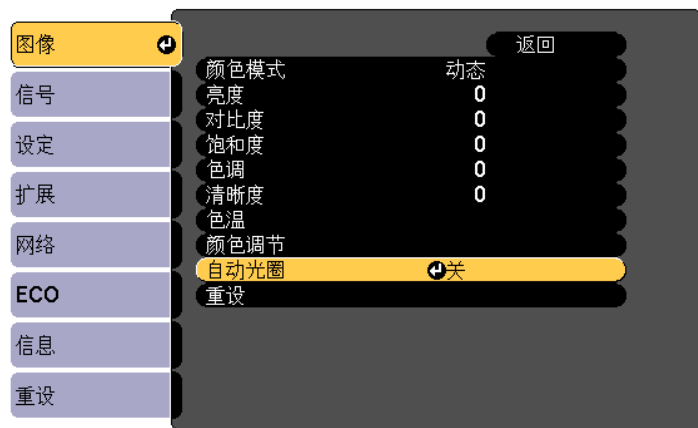 图像
信号
设定
扩展
网络
ECO
信息
重设
返回
颜色模式 动态
亮度 0
对比度 0
饱和度 0
色调 0
清晰度 0
色温
颜色调节
自动光圈 关
重设